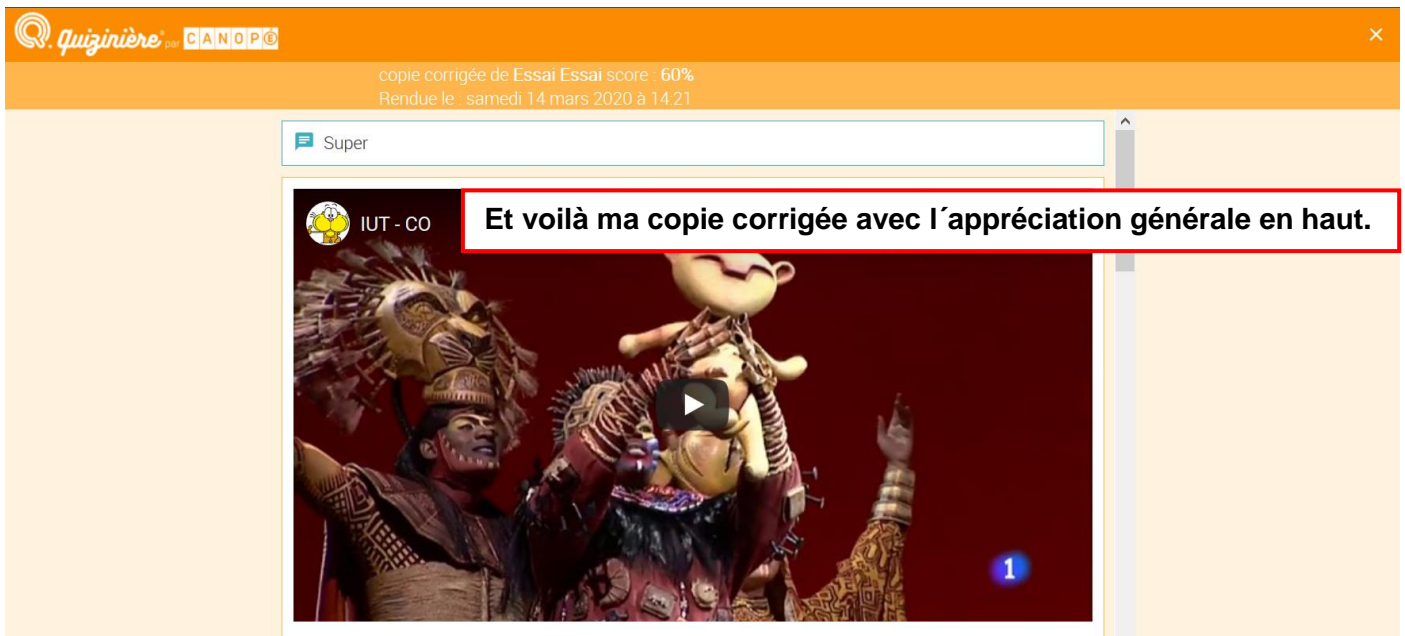 Quizinière par CANOPÉ
copie corrigée de Essai Essai score : 60%
Rendue le : samedi 14 mars 2020 à 14:21
Super
IUT - CO
Et voilà ma copie corrigée avec l´appréciation générale en haut.
1